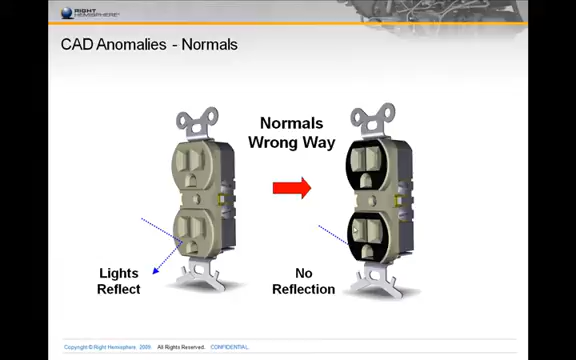 RIGHT
HEMISPHERE
CAD Anomalies - Normals
Normals
Wrong Way
Lights
Reflect
No
Reflection
Copyright © Right Hemisphere, 2009. All Rights Reserved. CONFIDENTIAL.